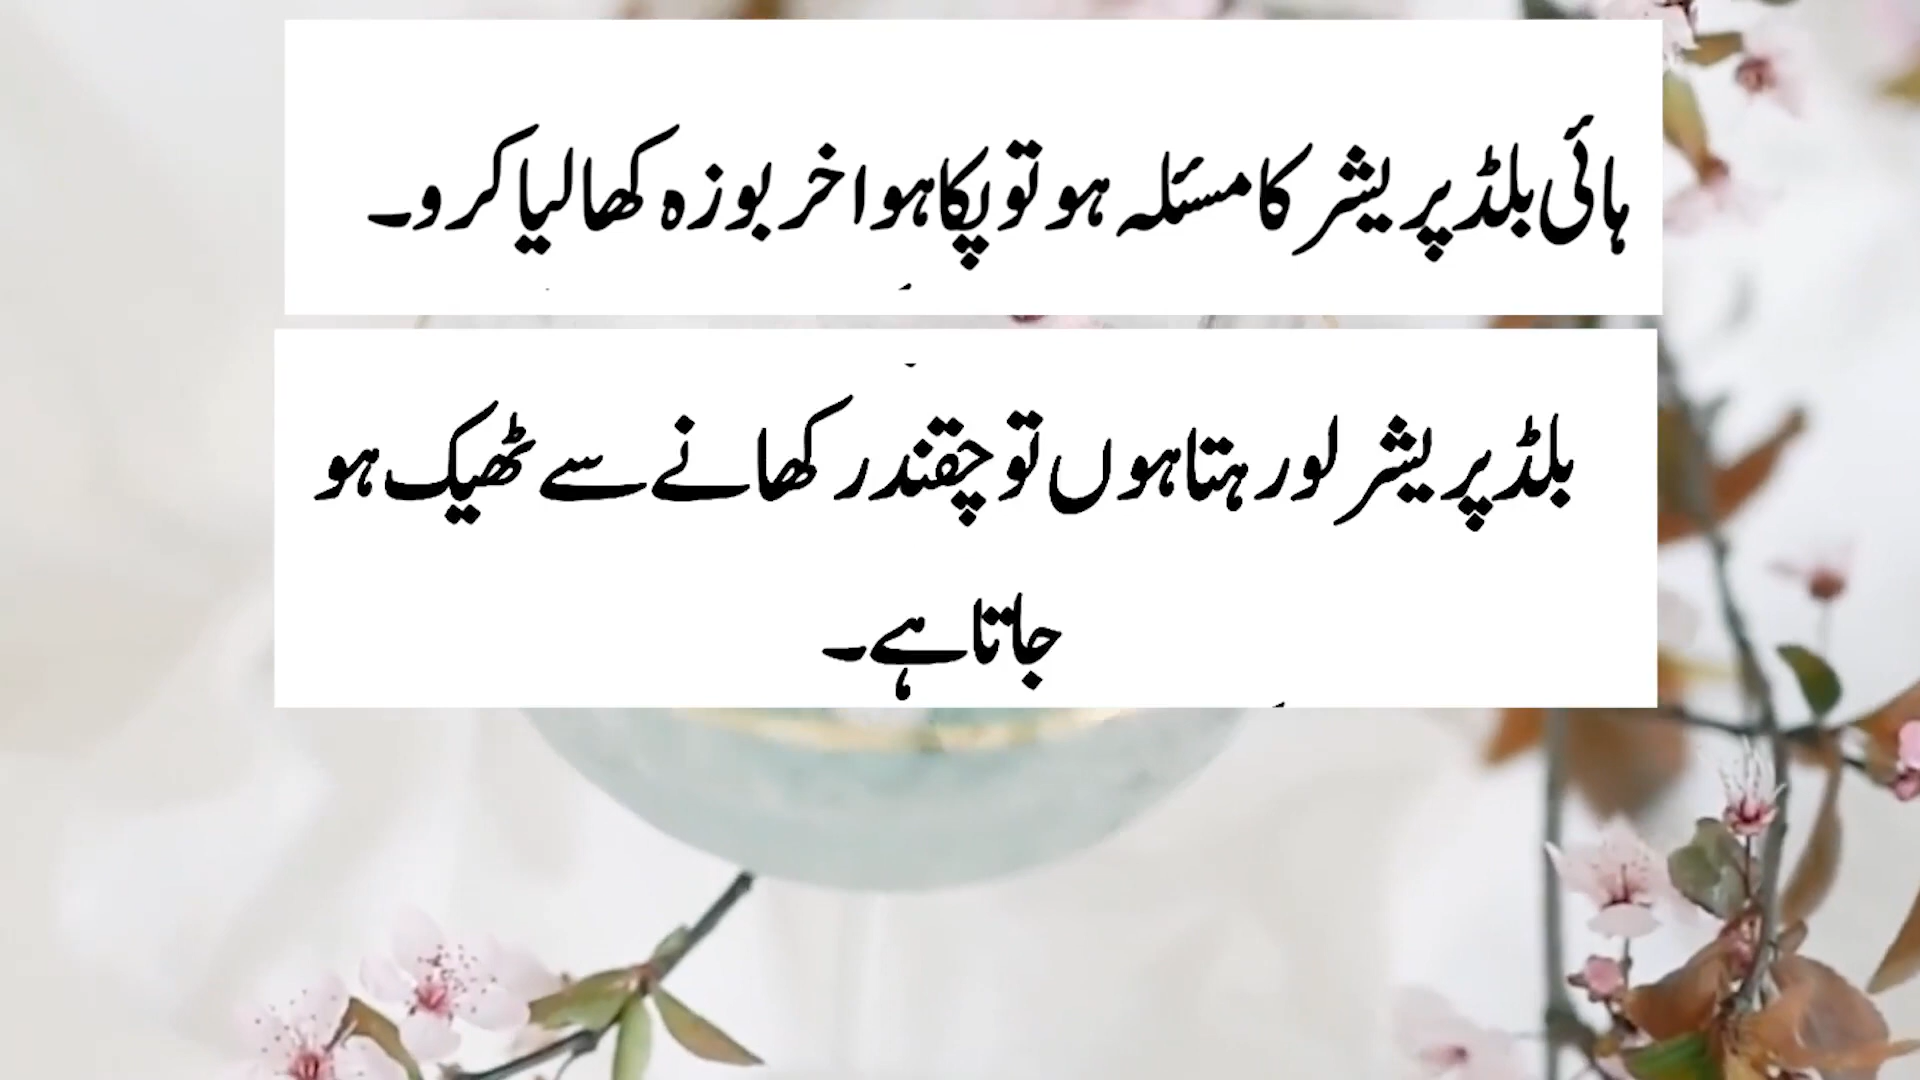 ہائی بلڈ پریشر کا مسئلہ ہو تو پکا ہوا خربوزہ کھا لیا کرو۔
بلڈ پریشر لو رہتا ہوں تو چقندر کھانے سے ٹھیک ہو
جاتا ہے۔